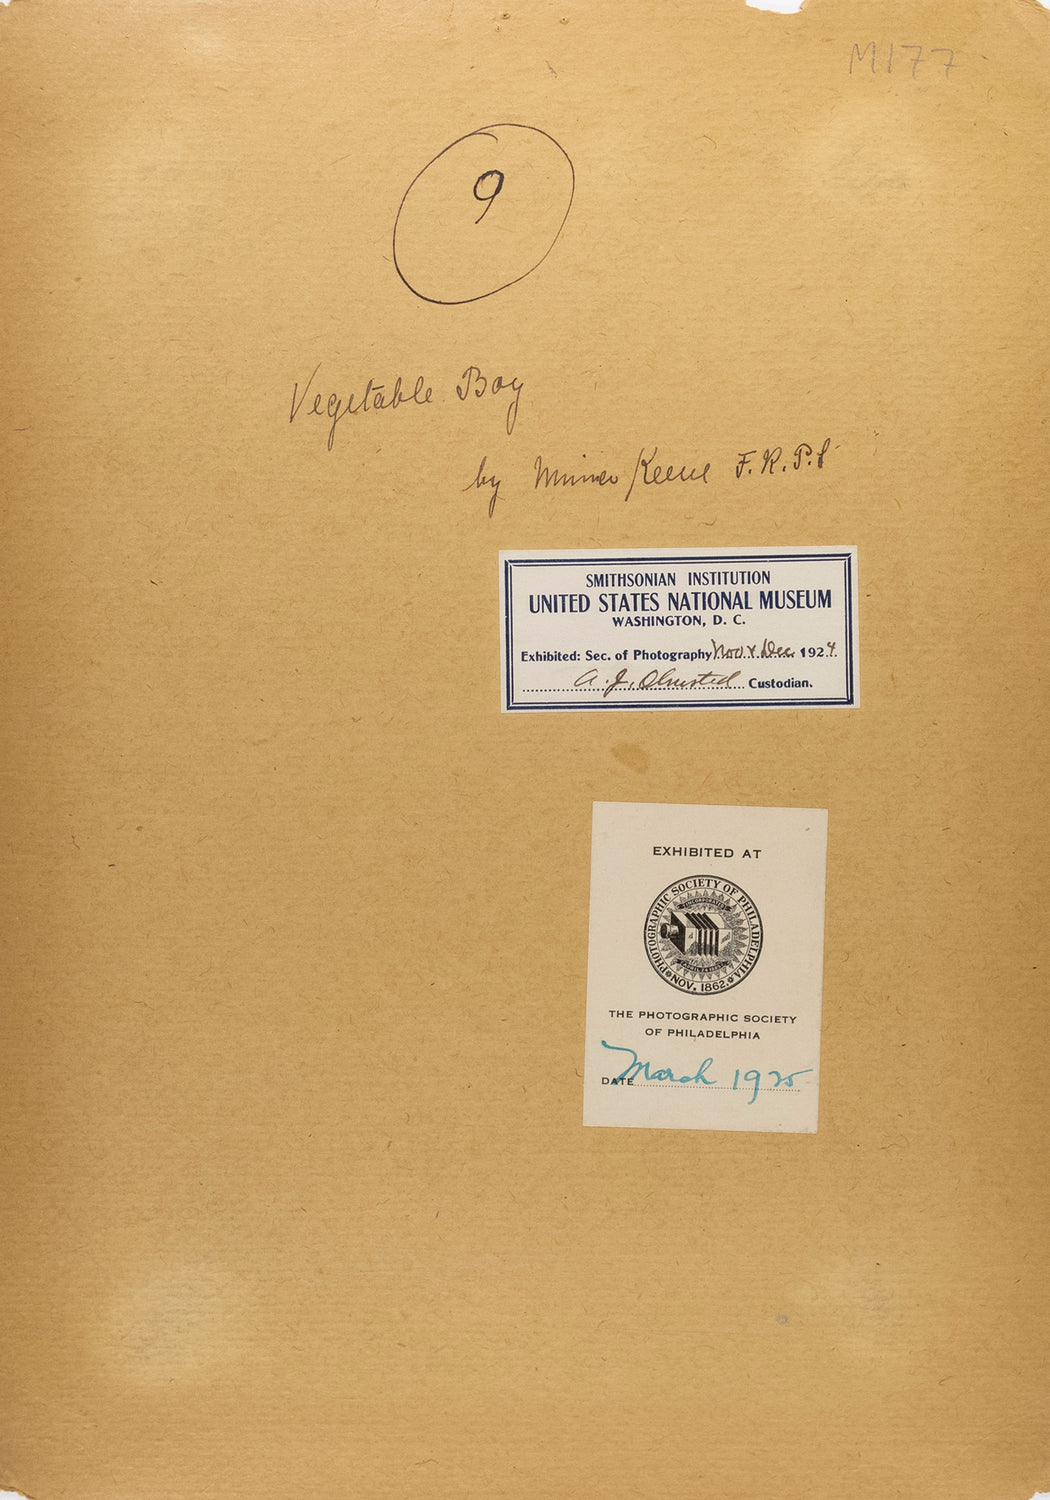 M177
9
Vegetable Boy
by Minna Keene F.R.P.S
SMITHSONIAN INSTITUTION
UNITED STATES NATIONAL MUSEUM
WASHINGTON, D. C.
Exhibited: Sec. of Photography Nov & Dec. 1924.
A. J. Olmsted Custodian.
EXHIBITED AT
PHOTOGRAPHIC SOCIETY OF PHILADELPHIA
INCORPORATED
NOV. 1862.
THE PHOTOGRAPHIC SOCIETY
OF PHILADELPHIA
DATE March 1925